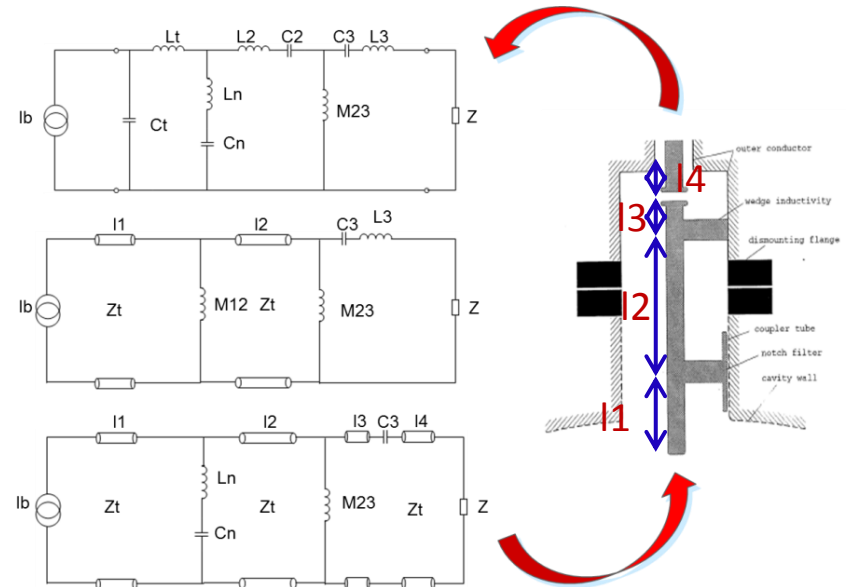 Lt
L2
C2
C3
L3
Ib
Ct
Ln
Cn
M23
Z
l1
l2
C3
L3
Ib
Zt
M12
Zt
M23
Z
l1
l2
l3
C3
l4
Ib
Zt
Ln
Cn
Zt
M23
Zt
Z
l4
l3
l2
l1
outer conductor
wedge inductivity
dismounting flange
coupler tube
notch filter
cavity wall